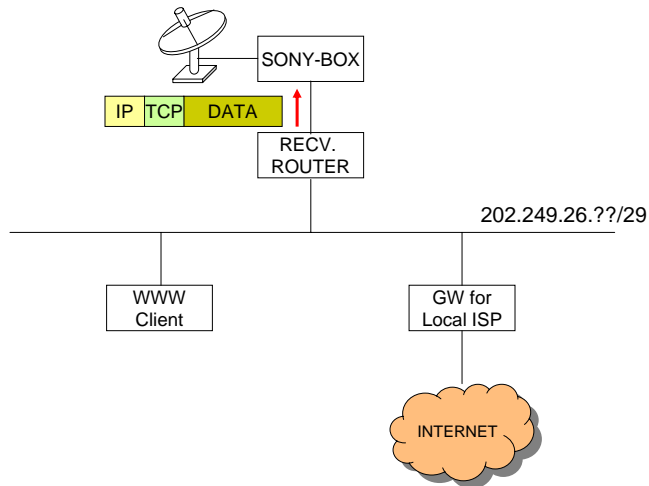 SONY-BOX
IP TCP DATA
RECV.
ROUTER
202.249.26.??/29
WWW
Client
GW for
Local ISP
INTERNET